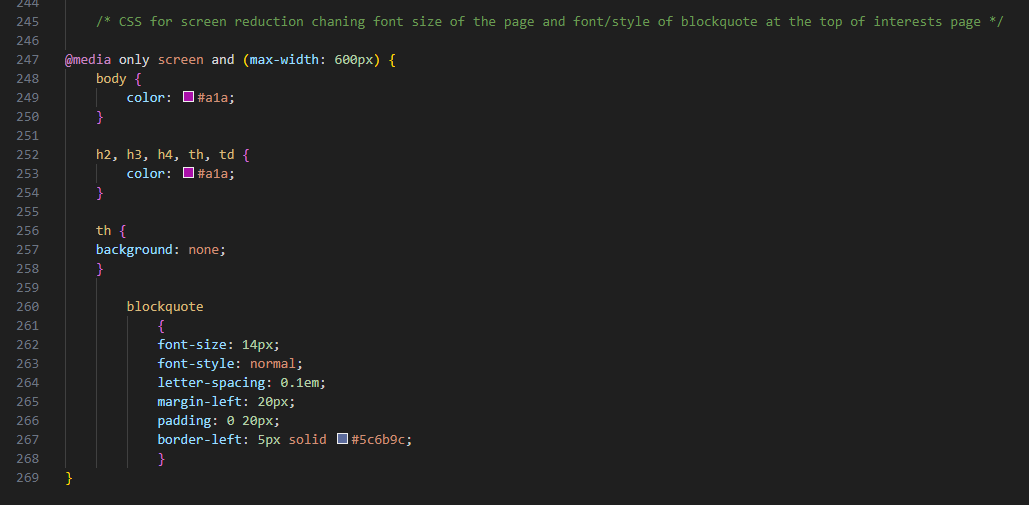 244
245 /* CSS for screen reduction chaning font size of the page and font/style of blockquote at the top of interests page */
246
247 @media only screen and (max-width: 600px) {
248 body {
249 color: #a1a;
250 }
251
252 h2, h3, h4, th, td {
253 color: #a1a;
254 }
255
256 th {
257 background: none;
258 }
259
260 blockquote
261 {
262 font-size: 14px;
263 font-style: normal;
264 letter-spacing: 0.1em;
265 margin-left: 20px;
266 padding: 0 20px;
267 border-left: 5px solid #5c6b9c;
268 }
269 }